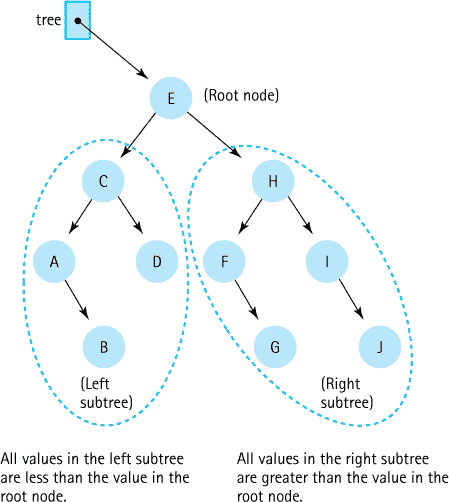 tree
E
(Root node)
C
H
A
D
F
I
B
G
J
(Left
subtree)
(Right
subtree)
All values in the left subtree
are less than the value in the
root node.
All values in the right subtree
are greater than the value in the
root node.